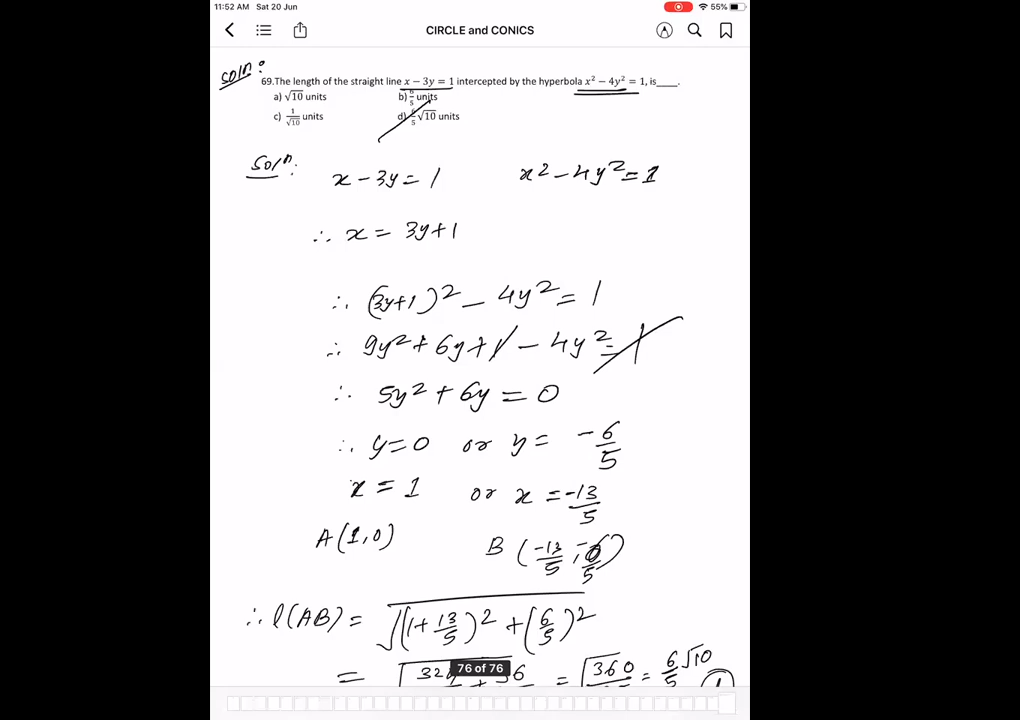 11:52 AM Sat 20 Jun 55%
CIRCLE and CONICS
Soln:
69.The length of the straight line x − 3y = 1 intercepted by the hyperbola x² − 4y² = 1, is____.
a) √10 units b) 6/5 units
c) 1/√10 units d) 6/5 √10 units
Soln: x − 3y = 1 x² − 4y² = 1
∴ x = 3y+1
∴ (3y+1)² − 4y² = 1
∴ 9y² + 6y + 1 − 4y² = 1
∴ 5y² + 6y = 0
∴ y = 0 or y = −6/5
x = 1 or x = −13/5
A(1,0) B (−13/5, −6/5)
∴ l(AB) = √((1+13/5)² + (6/5)²)
= = √360 = 6/5 √10
76 of 76